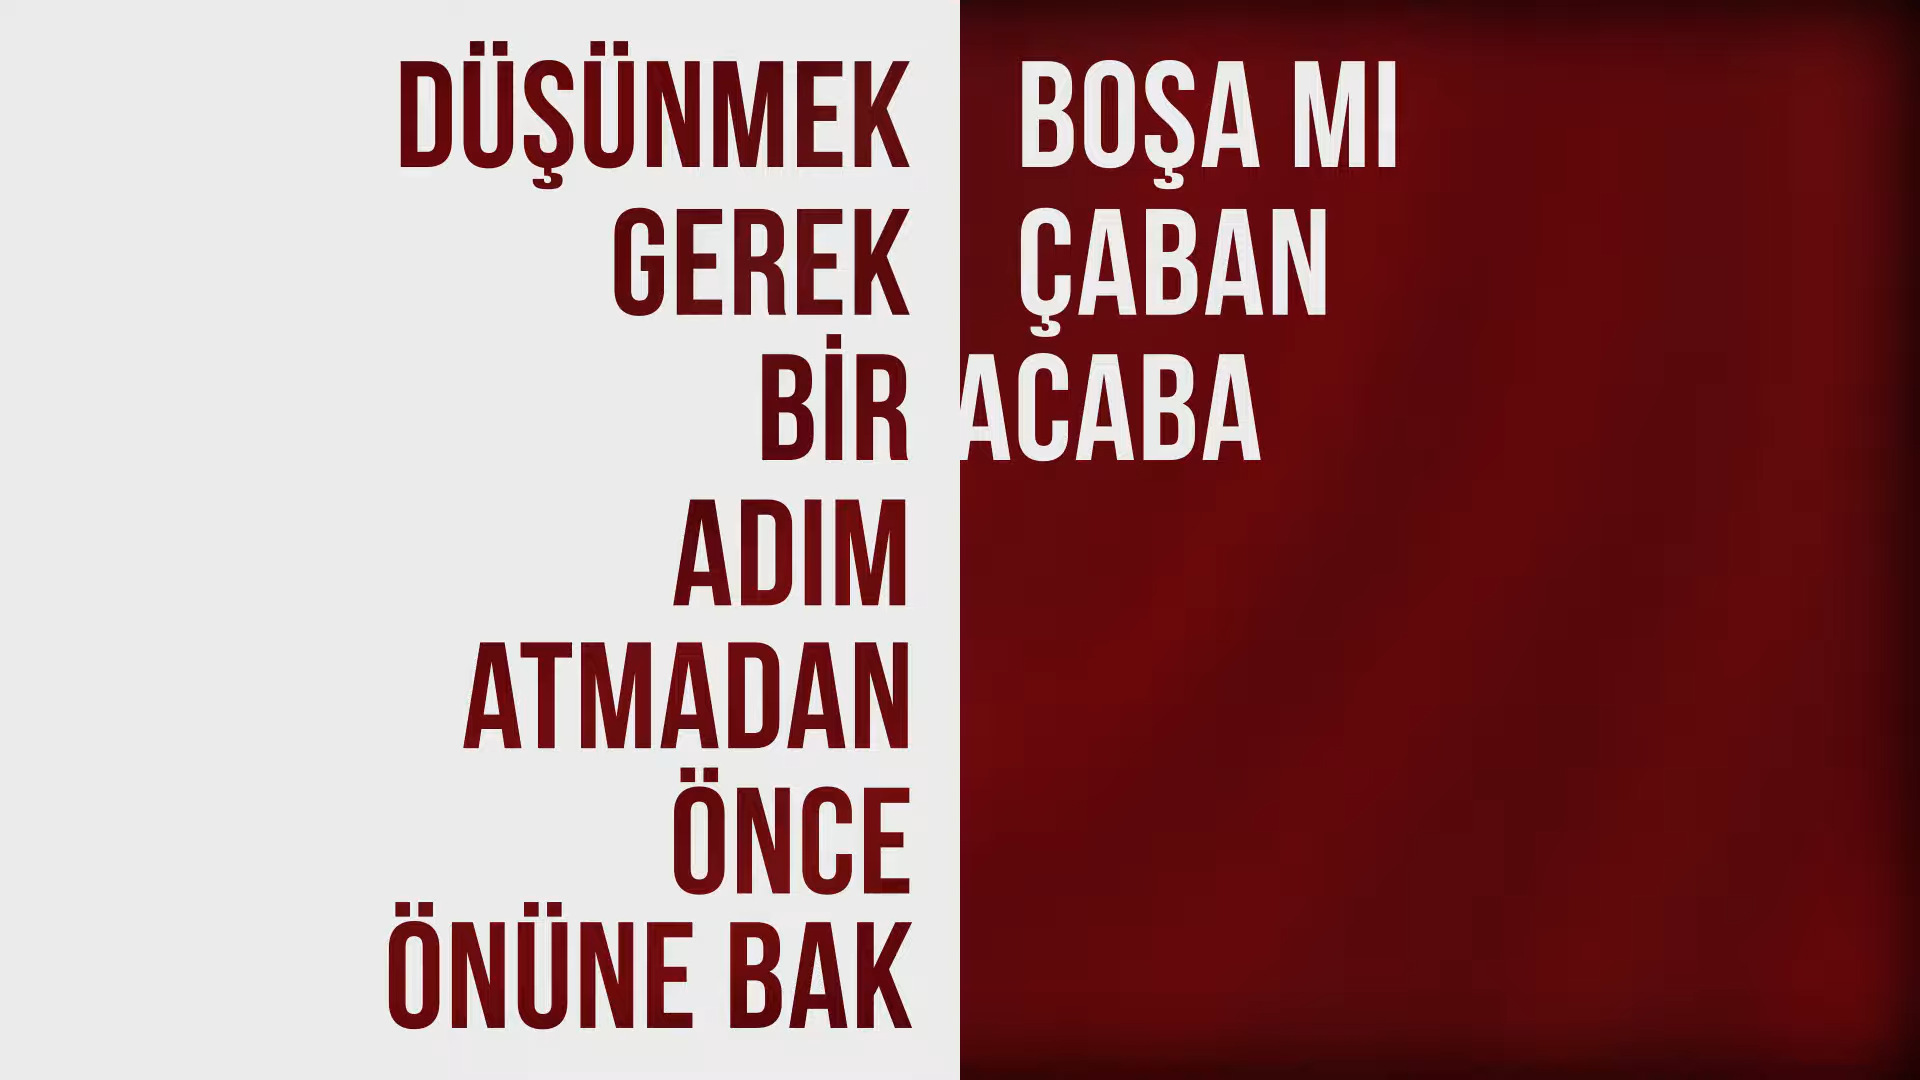 DÜŞÜNMEK
GEREK
BİR
ADIM
ATMADAN
ÖNCE
ÖNÜNE BAK
BOŞA MI
ÇABAN
ACABA